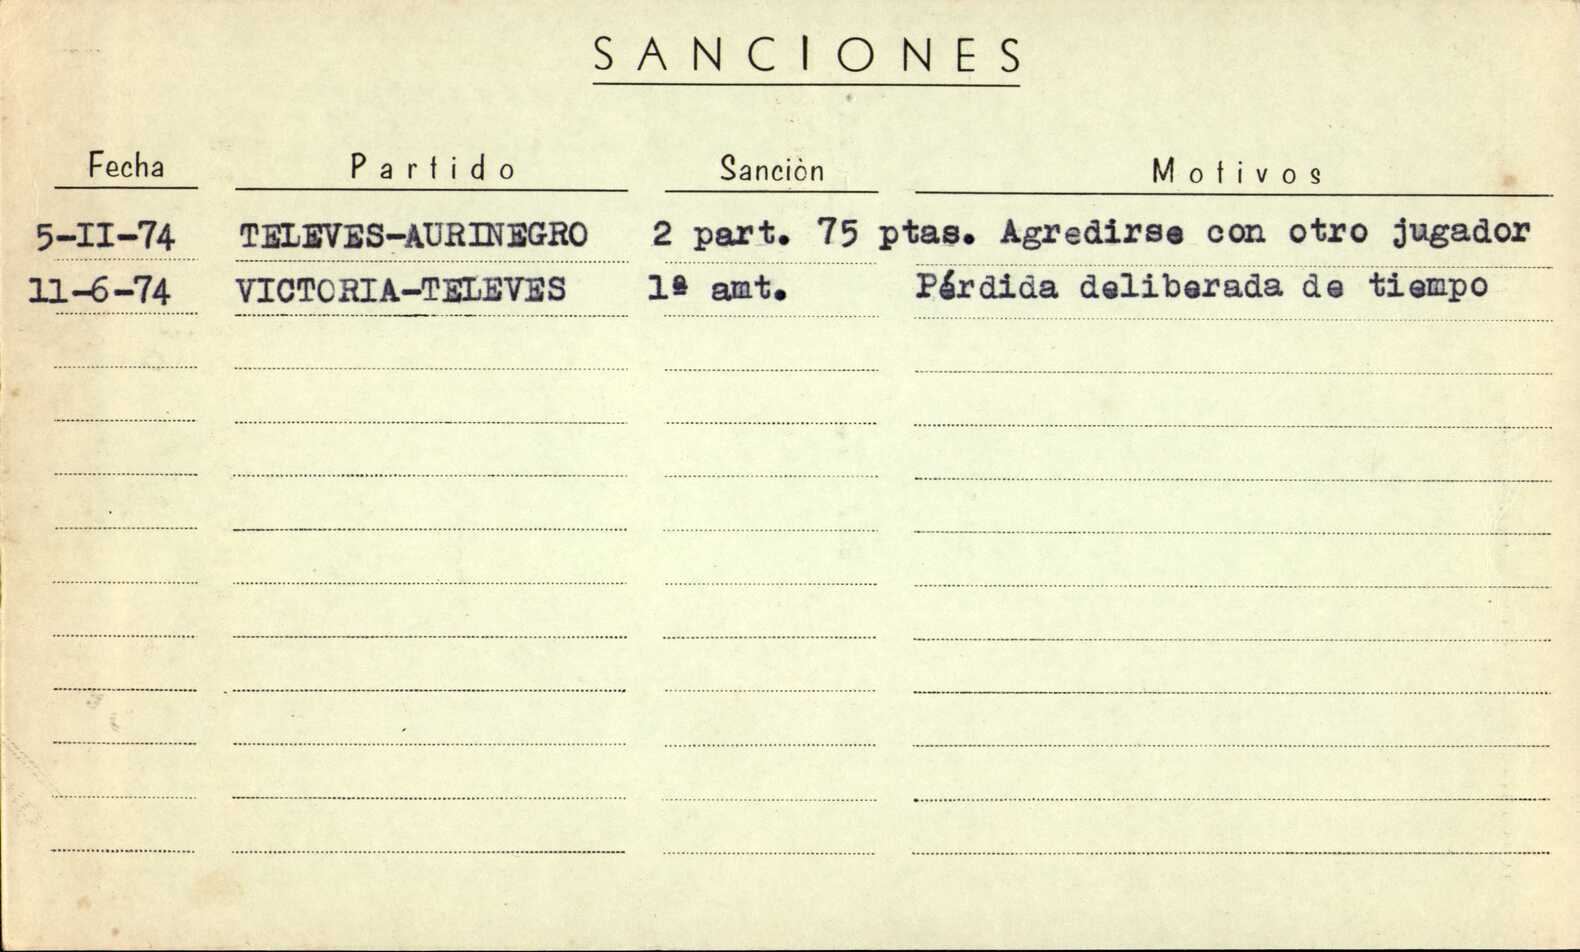 SANCIONES
Fecha Partido Sanciòn Motivos
5-II-74 TELEVES-AURINEGRO 2 part. 75 ptas. Agredirse con otro jugador
11-6-74 VICTORIA-TELEVES 1ª amt. Pérdida deliberada de tiempo